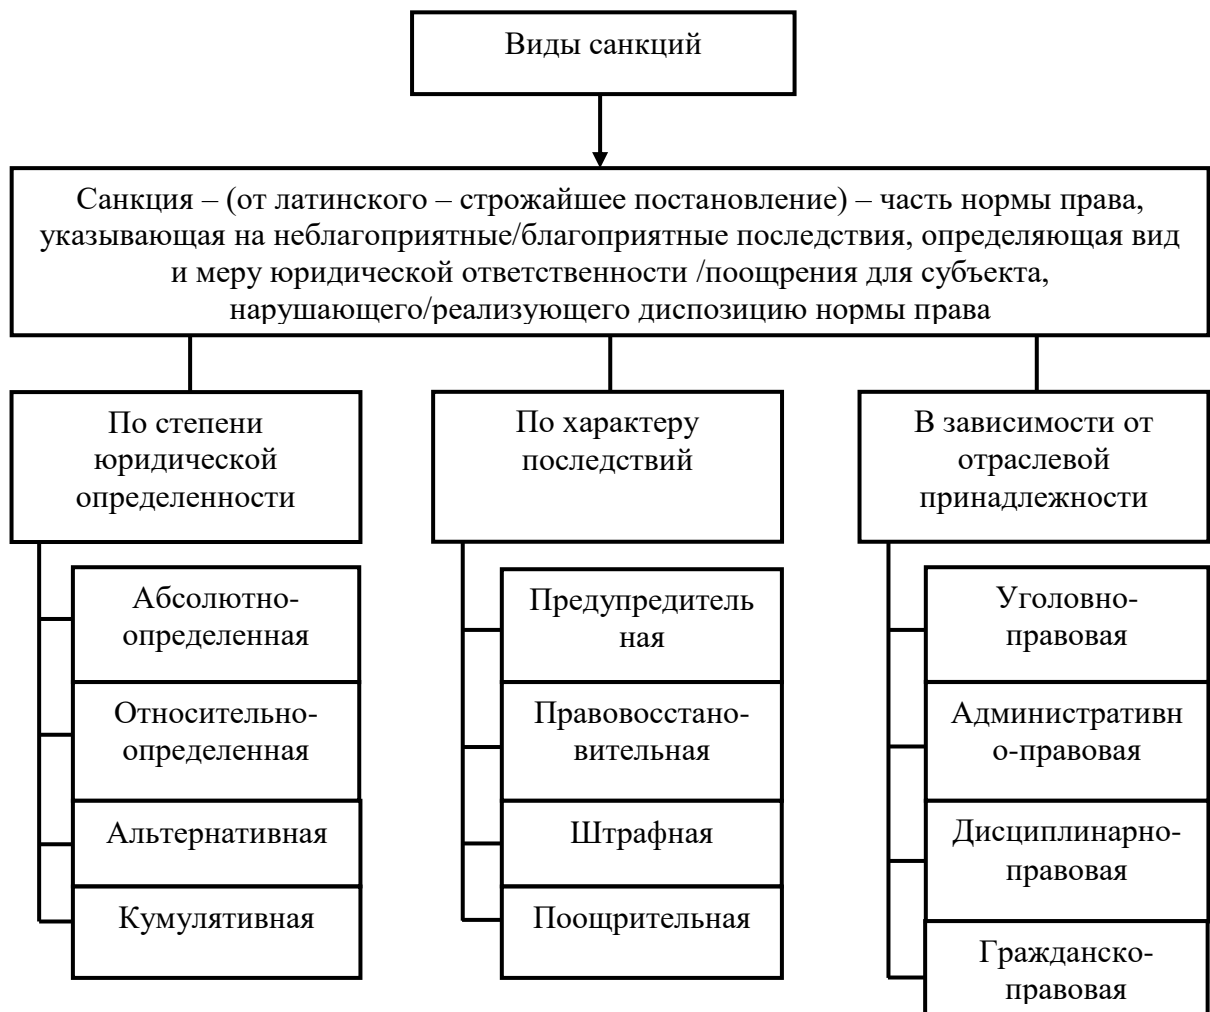 Виды санкций
Санкция – (от латинского – строжайшее постановление) – часть нормы права,
указывающая на неблагоприятные/благоприятные последствия, определяющая вид
и меру юридической ответственности /поощрения для субъекта,
нарушающего/реализующего диспозицию нормы права
По степени
юридической
определенности
Абсолютно-
определенная
Относительно-
определенная
Альтернативная
Кумулятивная
По характеру
последствий
Предупредитель
ная
Правовосстано-
вительная
Штрафная
Поощрительная
В зависимости от
отраслевой
принадлежности
Уголовно-
правовая
Административн
о-правовая
Дисциплинарно-
правовая
Гражданско-
правовая